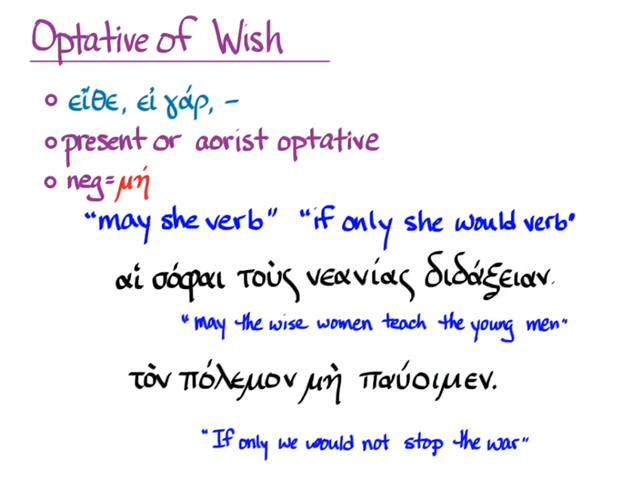 Optative of Wish
εἴθε, εἰ γάρ, –
present or aorist optative
neg = μή
"may she verb" "if only she would verb"
αἱ σόφαι τοὺς νεανίας διδάξειαν.
"may the wise women teach the young men"
τὸν πόλεμον μὴ παύοιμεν.
"If only we would not stop the war"